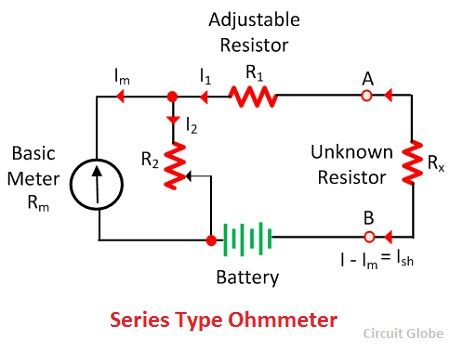 Adjustable
Resistor
Im
I1
R1
A
I2
Basic
Meter
Rm
R2
Unknown
Resistor
Rx
B
I - Im = Ish
Battery
Series Type Ohmmeter
Circuit Globe